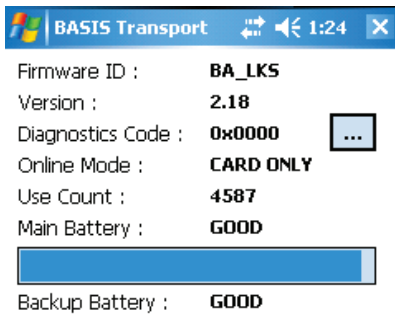 BASIS Transport 1:24
Firmware ID : BA_LKS
Version : 2.18
Diagnostics Code : 0x0000 ...
Online Mode : CARD ONLY
Use Count : 4587
Main Battery : GOOD
Backup Battery : GOOD